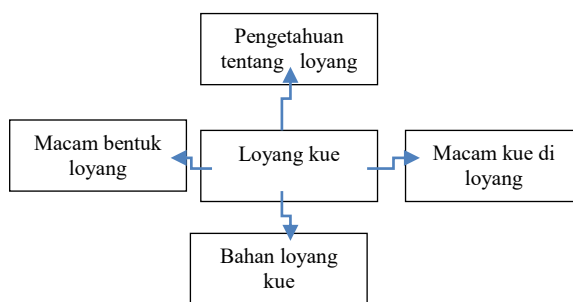 Pengetahuan
tentang loyang
Macam bentuk
loyang
Loyang kue
Macam kue di
loyang
Bahan loyang
kue